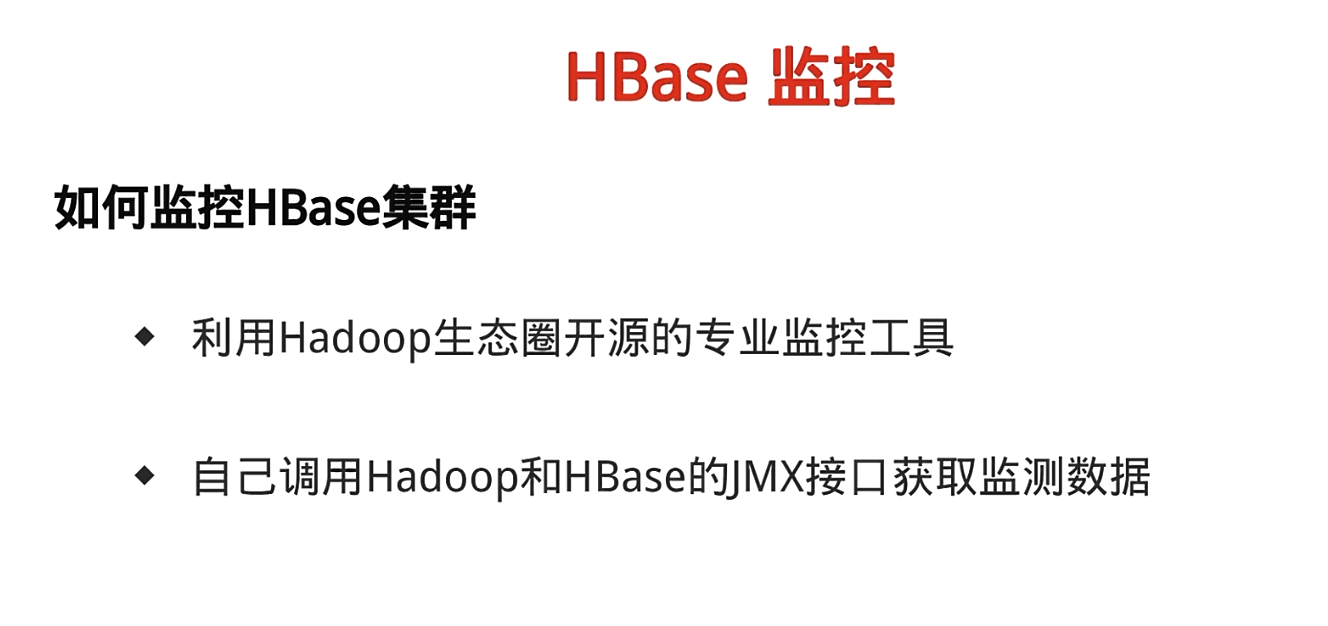 HBase 监控
如何监控HBase集群
◆ 利用Hadoop生态圈开源的专业监控工具
◆ 自己调用Hadoop和HBase的JMX接口获取监测数据